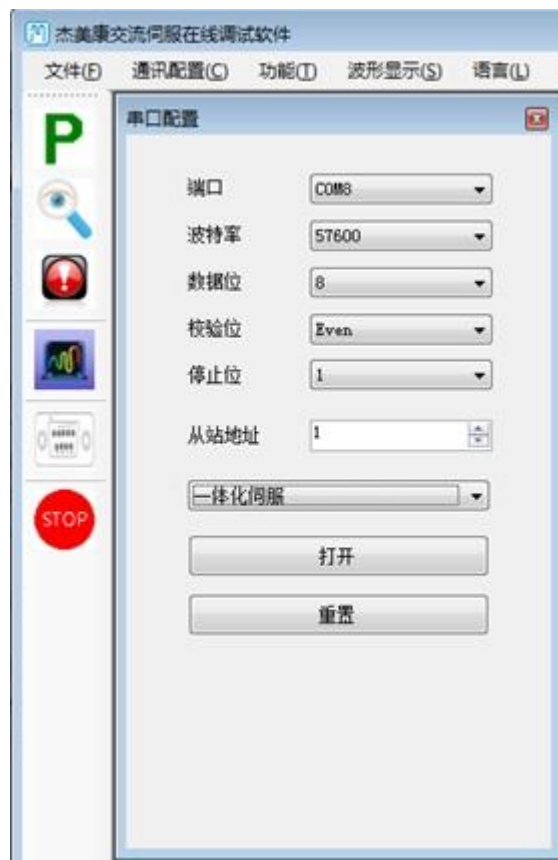 杰美康交流伺服在线调试软件
文件(F) 通讯配置(C) 功能(T) 波形显示(S) 语言(L)
P
串口配置
端口 COM8
波特率 57600
数据位 8
校验位 Even
停止位 1
从站地址 1
一体化伺服
打开
重置
STOP